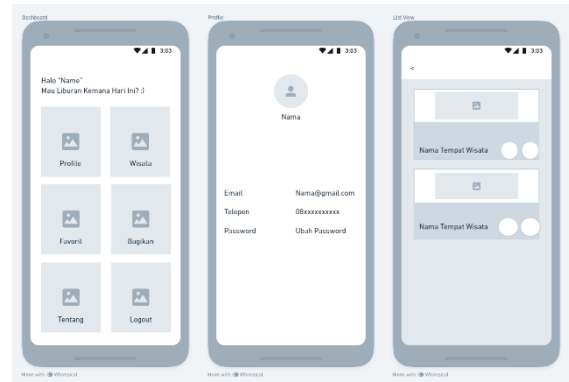 Dashboard
3:03
Halo "Name"
Mau Liburan Kemana Hari Ini? :)
Profile
Wisata
Favoril
Bagikan
Tentang
Logout
Made with Whimsical
Profile
3:03
Nama
Email
Nama@gmail.com
Telepon
08xxxxxxxxxx
Password
Ubah Password
Made with Whimsical
List View
3:03
<
Nama Tempat Wisata
Nama Tempat Wisata
Made with Whimsical